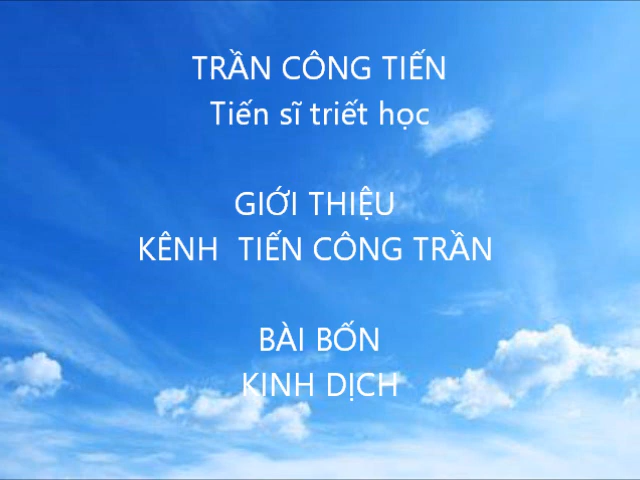 TRẦN CÔNG TIẾN
Tiến sĩ triết học
GIỚI THIỆU
KÊNH TIẾN CÔNG TRẦN
BÀI BỐN
KINH DỊCH